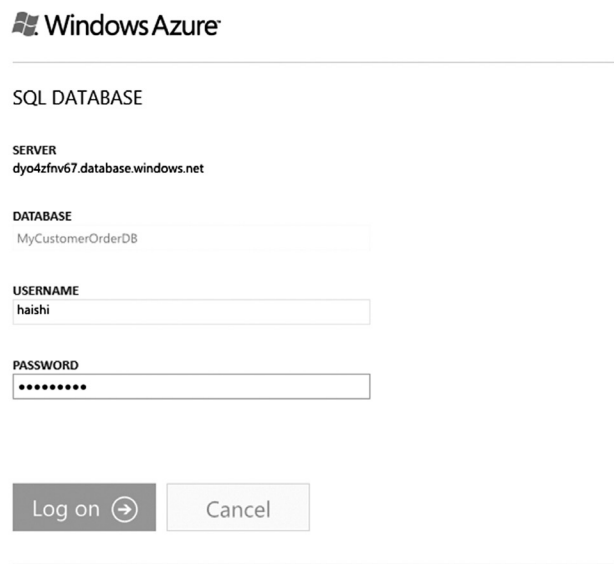 Windows Azure
SQL DATABASE
SERVER
dyo4zfnv67.database.windows.net
DATABASE
MyCustomerOrderDB
USERNAME
haishi
PASSWORD
•••••••••
Log on
Cancel